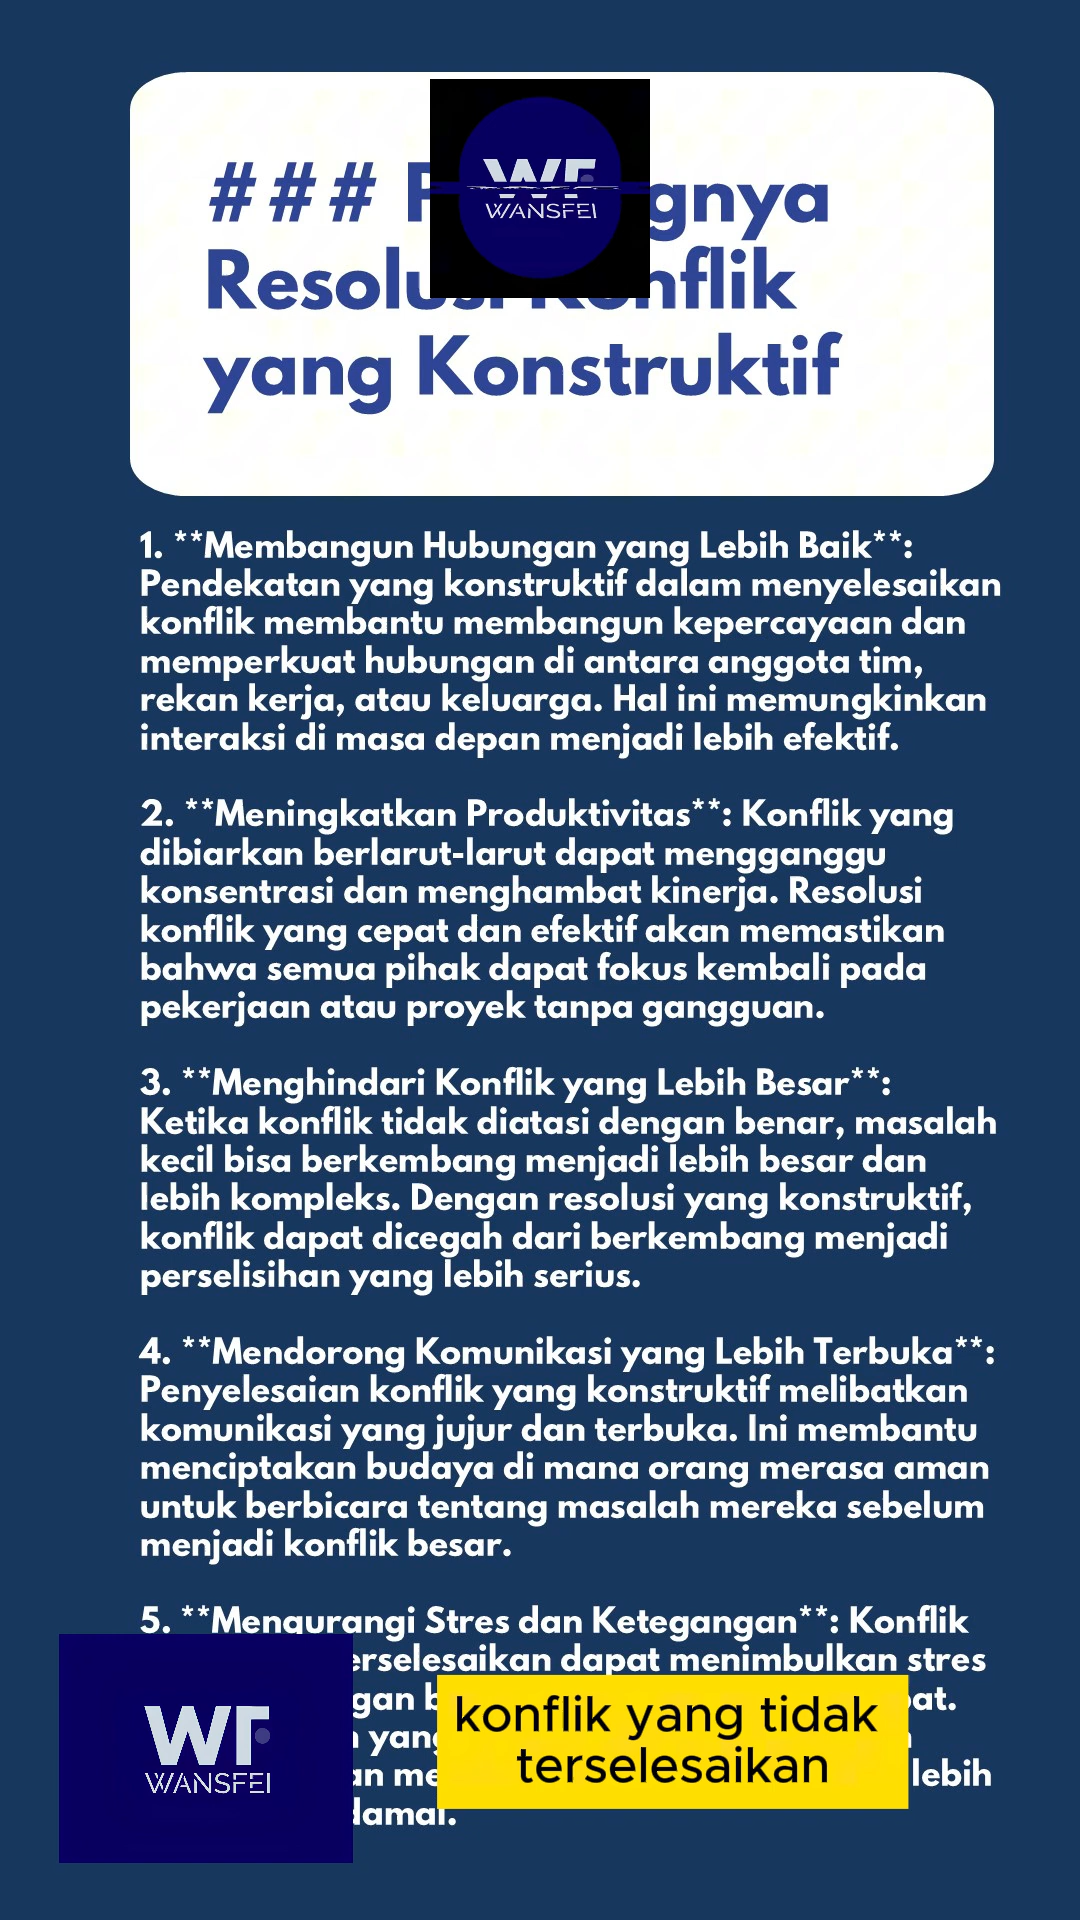 ### P gnya
WF
WANSFEI
Resolusi Konflik
yang Konstruktif
1. **Membangun Hubungan yang Lebih Baik**:
Pendekatan yang konstruktif dalam menyelesaikan
konflik membantu membangun kepercayaan dan
memperkuat hubungan di antara anggota tim,
rekan kerja, atau keluarga. Hal ini memungkinkan
interaksi di masa depan menjadi lebih efektif.
2. **Meningkatkan Produktivitas**: Konflik yang
dibiarkan berlarut-larut dapat mengganggu
konsentrasi dan menghambat kinerja. Resolusi
konflik yang cepat dan efektif akan memastikan
bahwa semua pihak dapat fokus kembali pada
pekerjaan atau proyek tanpa gangguan.
3. **Menghindari Konflik yang Lebih Besar**:
Ketika konflik tidak diatasi dengan benar, masalah
kecil bisa berkembang menjadi lebih besar dan
lebih kompleks. Dengan resolusi yang konstruktif,
konflik dapat dicegah dari berkembang menjadi
perselisihan yang lebih serius.
4. **Mendorong Komunikasi yang Lebih Terbuka**:
Penyelesaian konflik yang konstruktif melibatkan
komunikasi yang jujur dan terbuka. Ini membantu
menciptakan budaya di mana orang merasa aman
untuk berbicara tentang masalah mereka sebelum
menjadi konflik besar.
5. **Mengurangi Stres dan Ketegangan**: Konflik
erselesaikan dapat menimbulkan stres
gan
yang
lebih
damai.
WF
WANSFEI
konflik yang tidak
terselesaikan